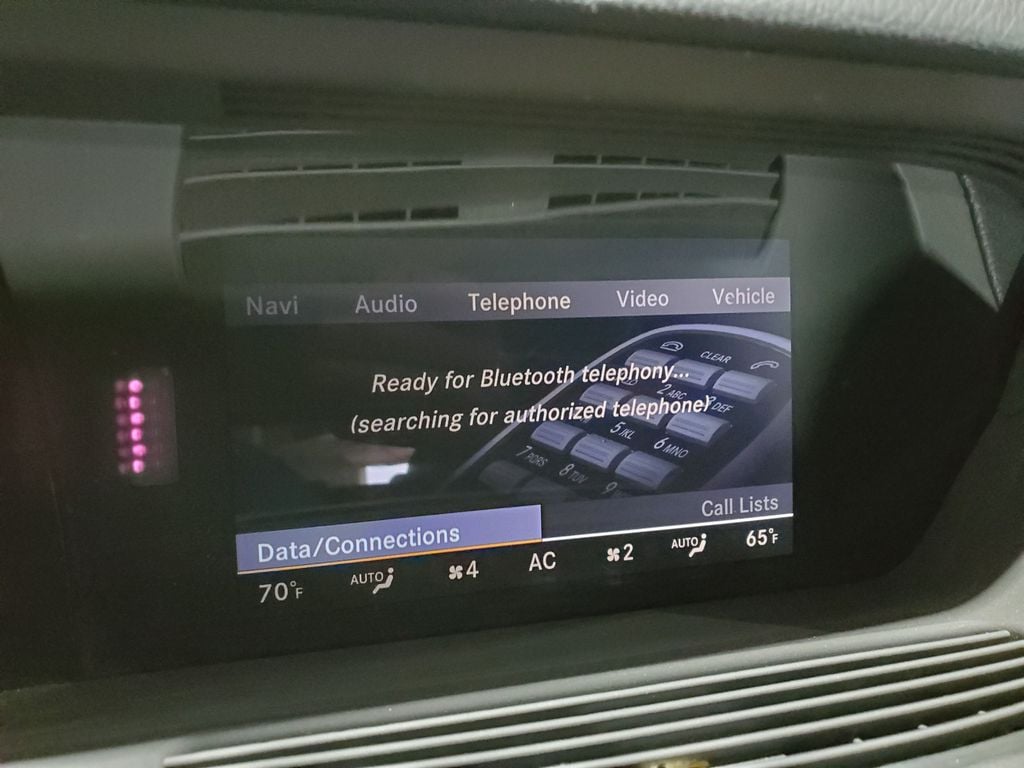 Navi Audio Telephone Video Vehicle
CLEAR
Ready for Bluetooth telephony...
2 ABC DEF
(searching for authorized telephone)
5 JKL 6 MNO
7 PQRS 8 TUV 9
Call Lists
Data/Connections
70°F AUTO 4 AC 2 AUTO 65°F